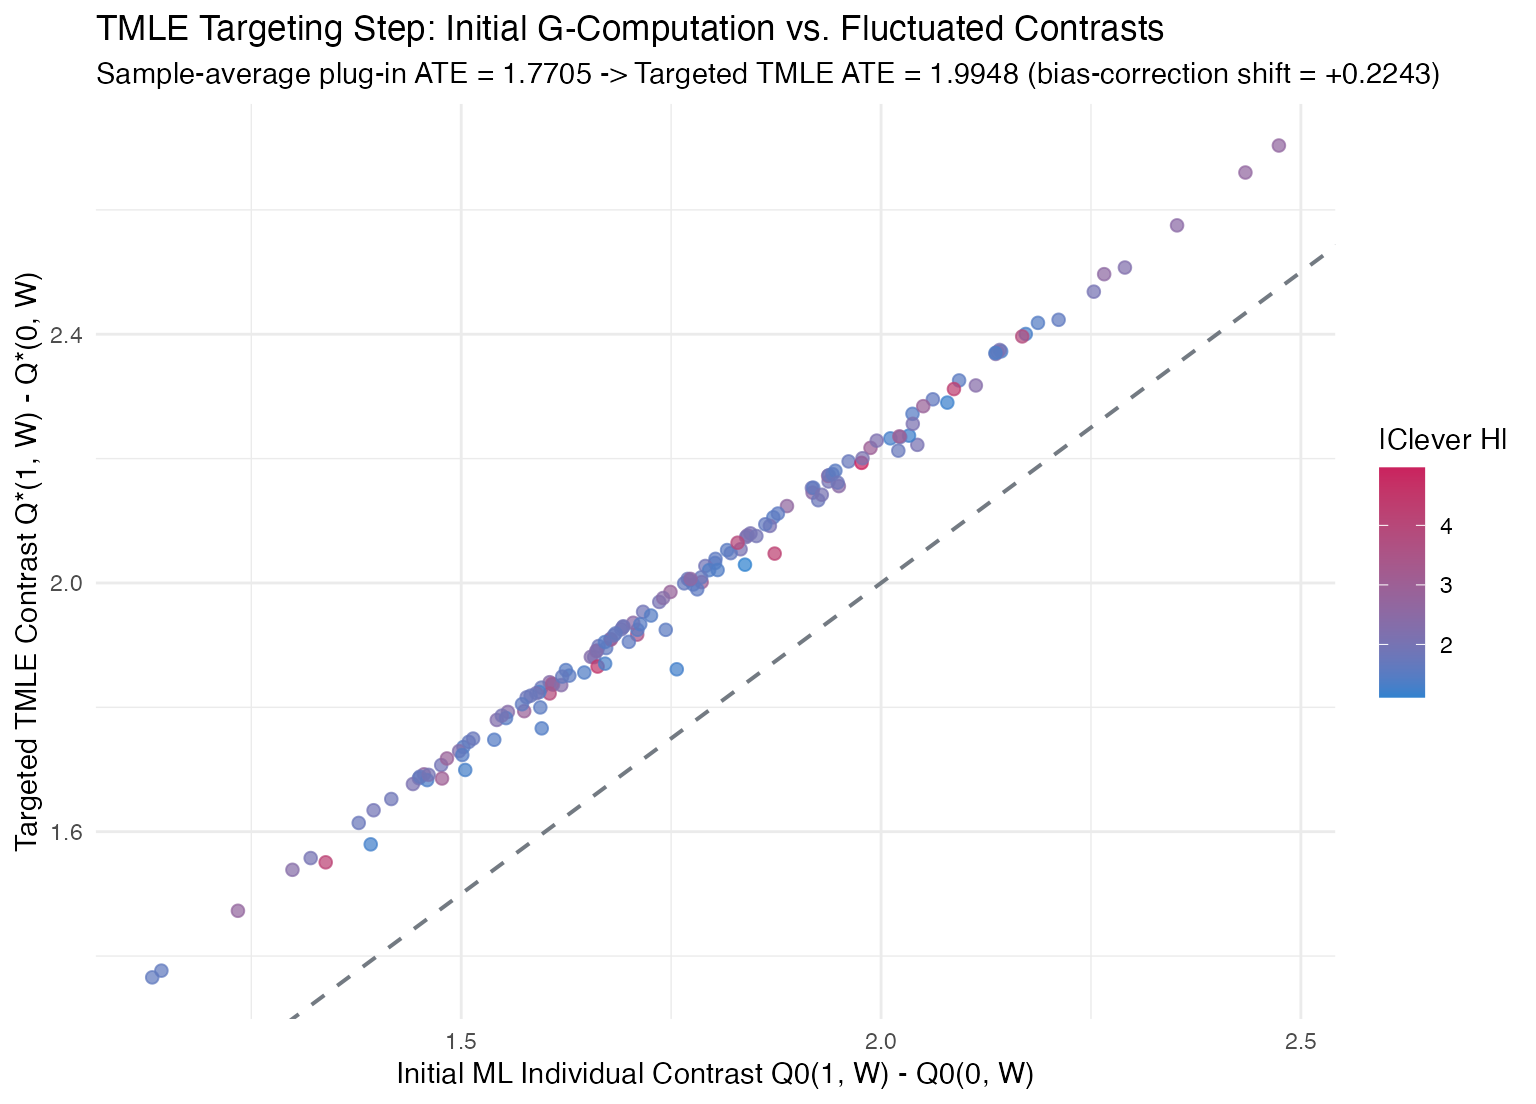 TMLE Targeting Step: Initial G-Computation vs. Fluctuated Contrasts
Sample-average plug-in ATE = 1.7705 -> Targeted TMLE ATE = 1.9948 (bias-correction shift = +0.2243)
Targeted TMLE Contrast Q*(1, W) - Q*(0, W)
2.4
2.0
1.6
1.5
2.0
2.5
Initial ML Individual Contrast Q0(1, W) - Q0(0, W)
|Clever H|
4
3
2